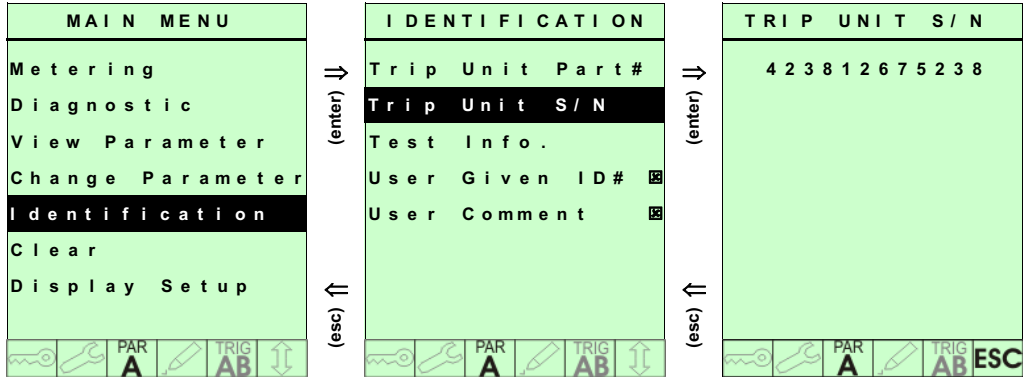 MAIN MENU
Metering
Diagnostic
View Parameter
Change Parameter
Identification
Clear
Display Setup
PAR
A
TRIG
AB
(enter)
(esc)
IDENTIFICATION
Trip Unit Part#
Trip Unit S/N
Test Info.
User Given ID#
User Comment
PAR
A
TRIG
AB
(enter)
(esc)
TRIP UNIT S/N
423812675238
PAR
A
TRIG
AB
ESC